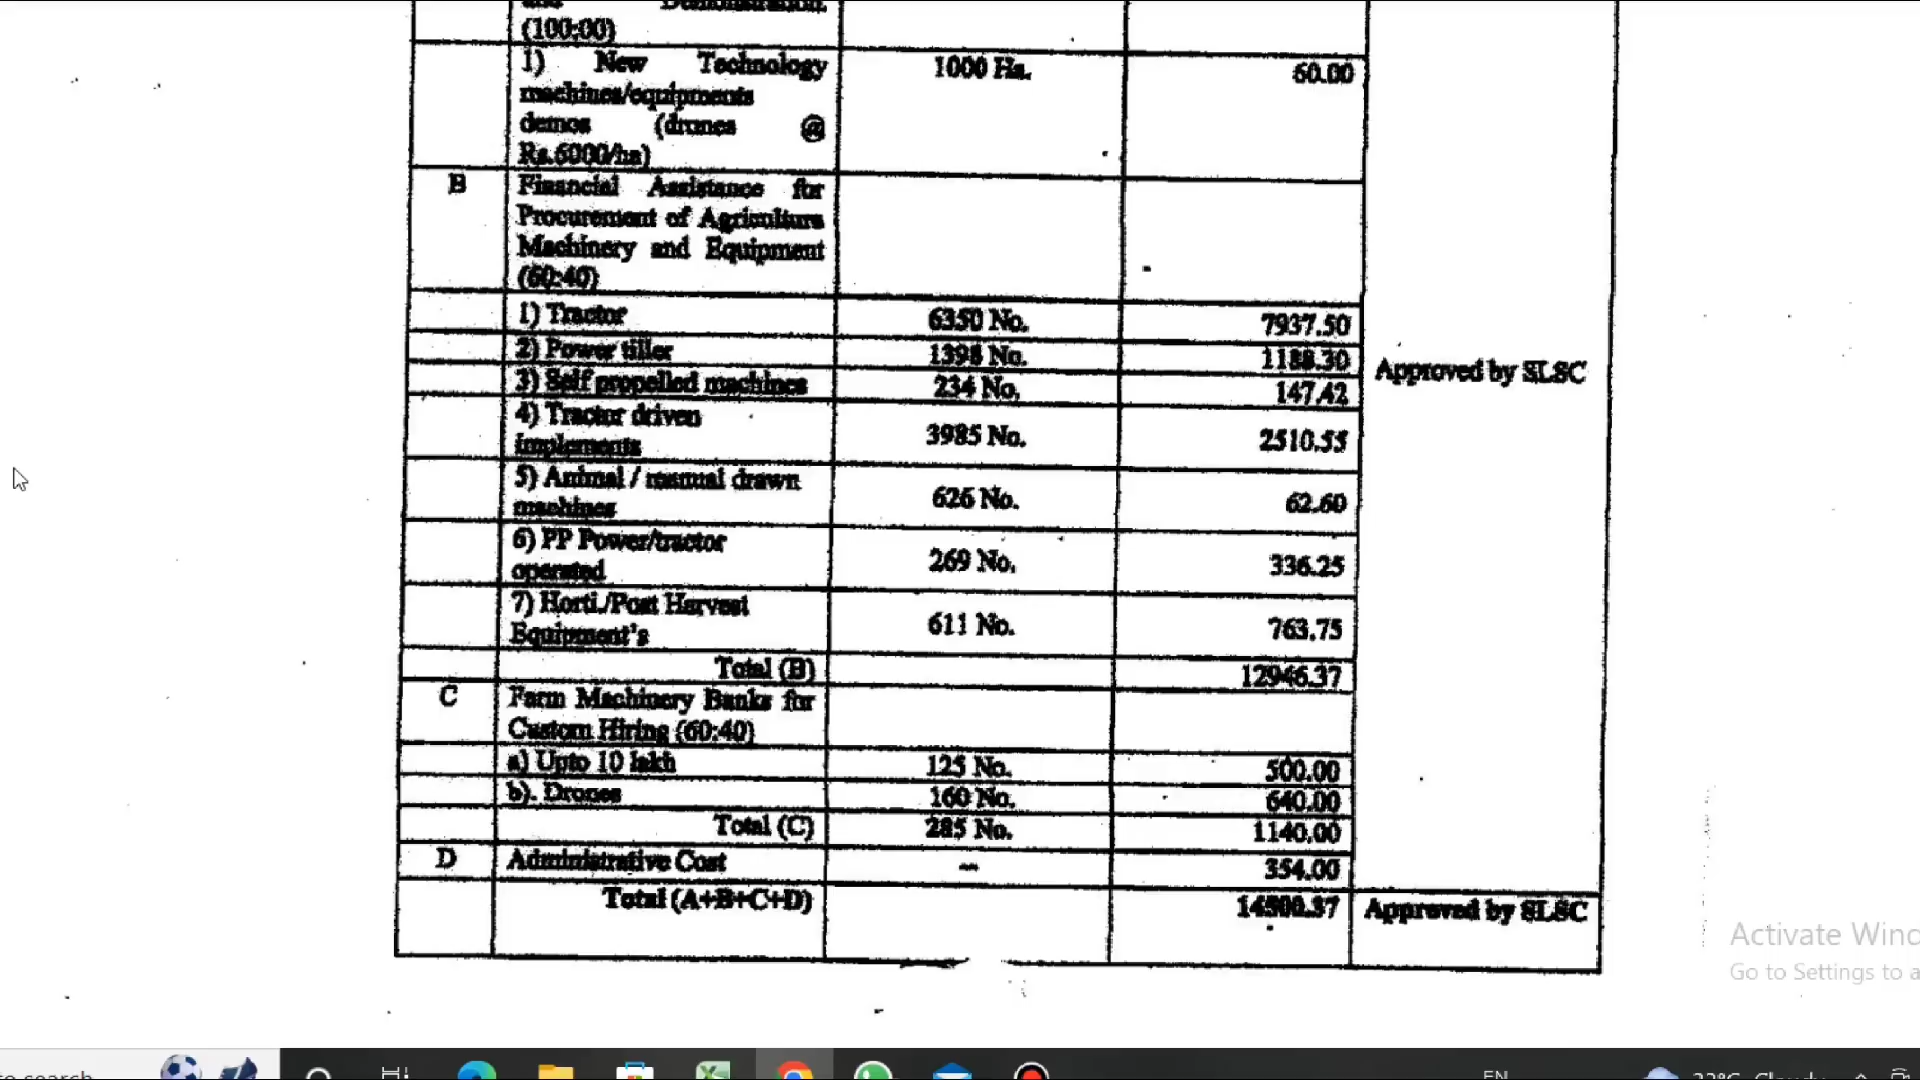 and Demonstration.
(100:00)
1) New Technology 1000 Ha. 60.00
machines/equipments
demos (drones @
Rs.6000/ha)
B Financial Assistance for
Procurement of Agriculture
Machinery and Equipment
(60:40)
1) Tractor 6350 No. 7937.50
2) Power tiller 1398 No. 1188.30
Approved by SLSC
3) Self propelled machines 234 No. 147.42
4) Tractor driven
implements 3985 No. 2510.55
5) Animal / manual drawn
machines 626 No. 62.60
6) PP Power/tractor
operated 269 No. 336.25
7) Horti./Post Harvest
Equipment's 611 No. 763.75
Total (B) 12946.37
C Farm Machinery Banks for
Custom Hiring (60:40)
a) Upto 10 lakh 125 No. 500.00
b). Drones 160 No. 640.00
Total (C) 285 No. 1140.00
D Administrative Cost – 354.00
Total (A+B+C+D) 14500.37 Approved by SLSC
Activate Wind
Go to Settings to a